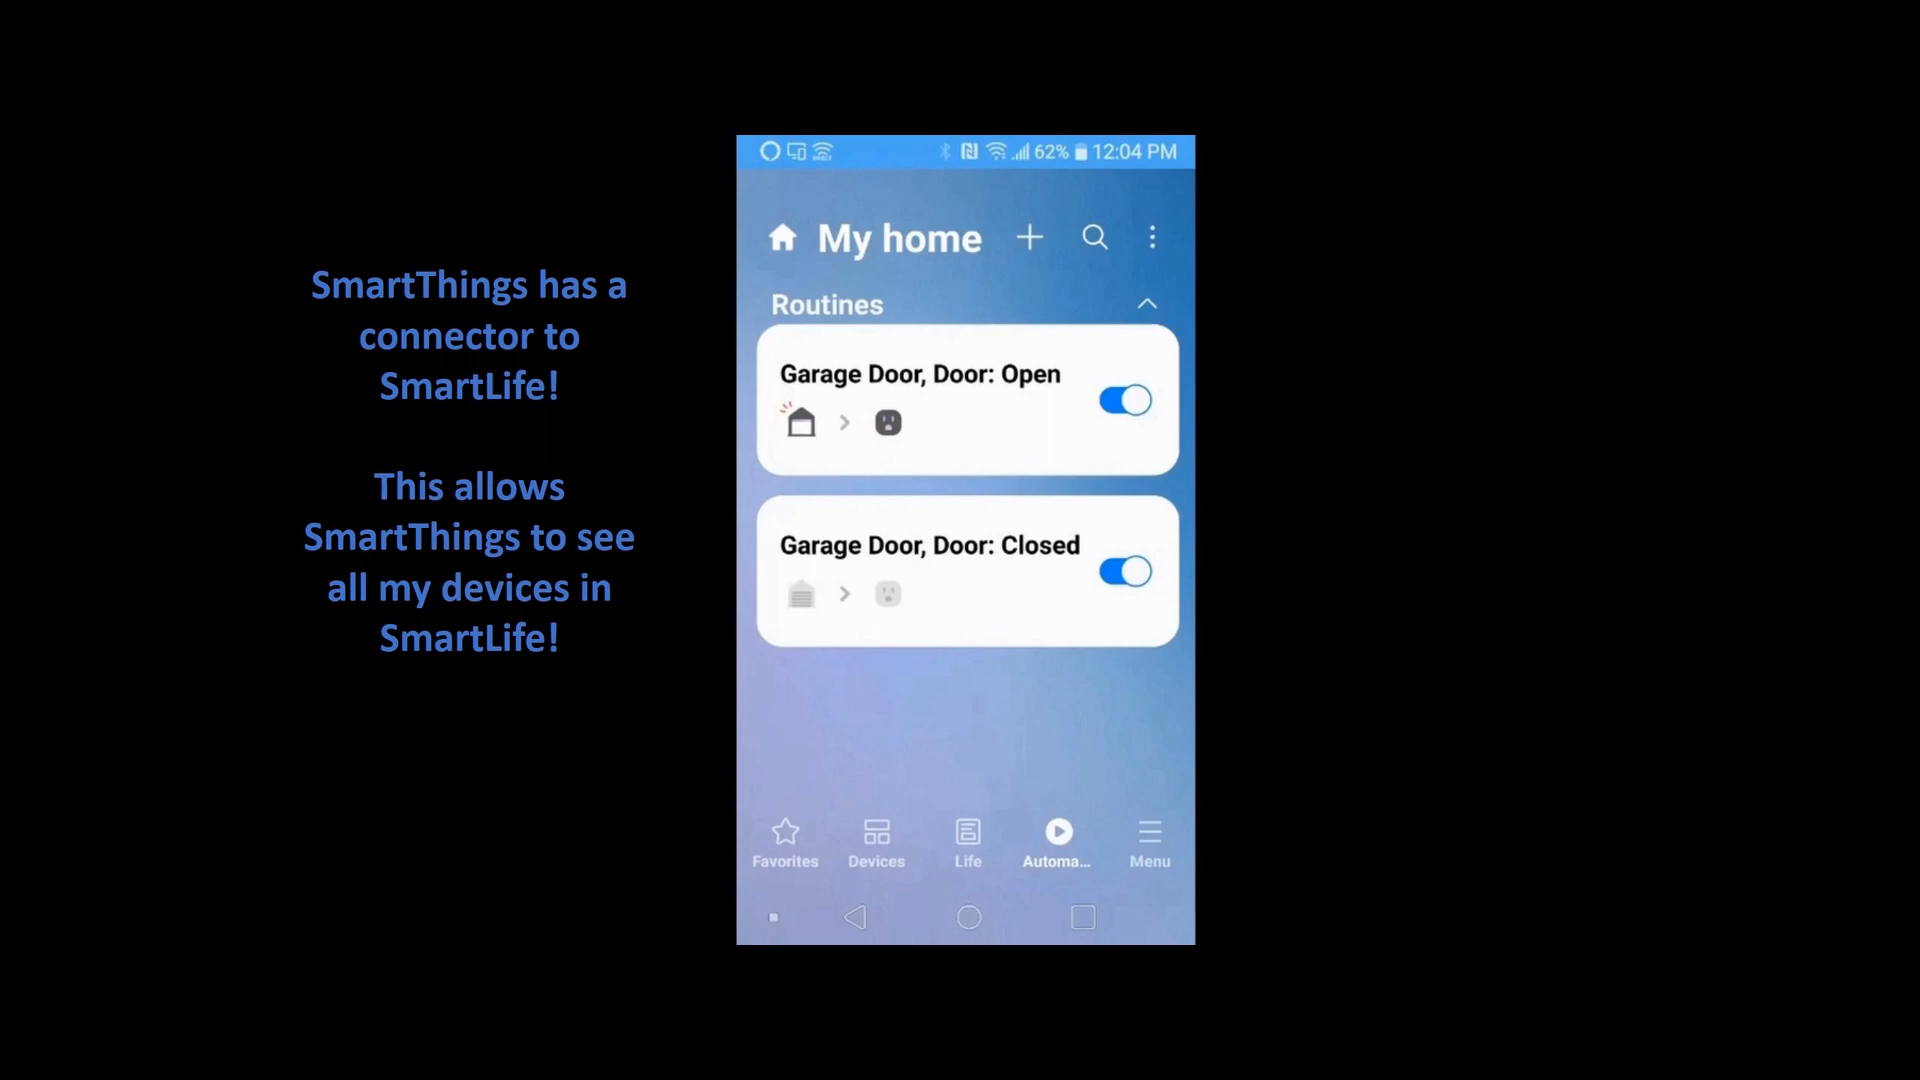 SmartThings has a
connector to
SmartLife!
This allows
SmartThings to see
all my devices in
SmartLife!
62% 12:04 PM
My home
Routines
Garage Door, Door: Open
Garage Door, Door: Closed
Favorites Devices Life Automa... Menu